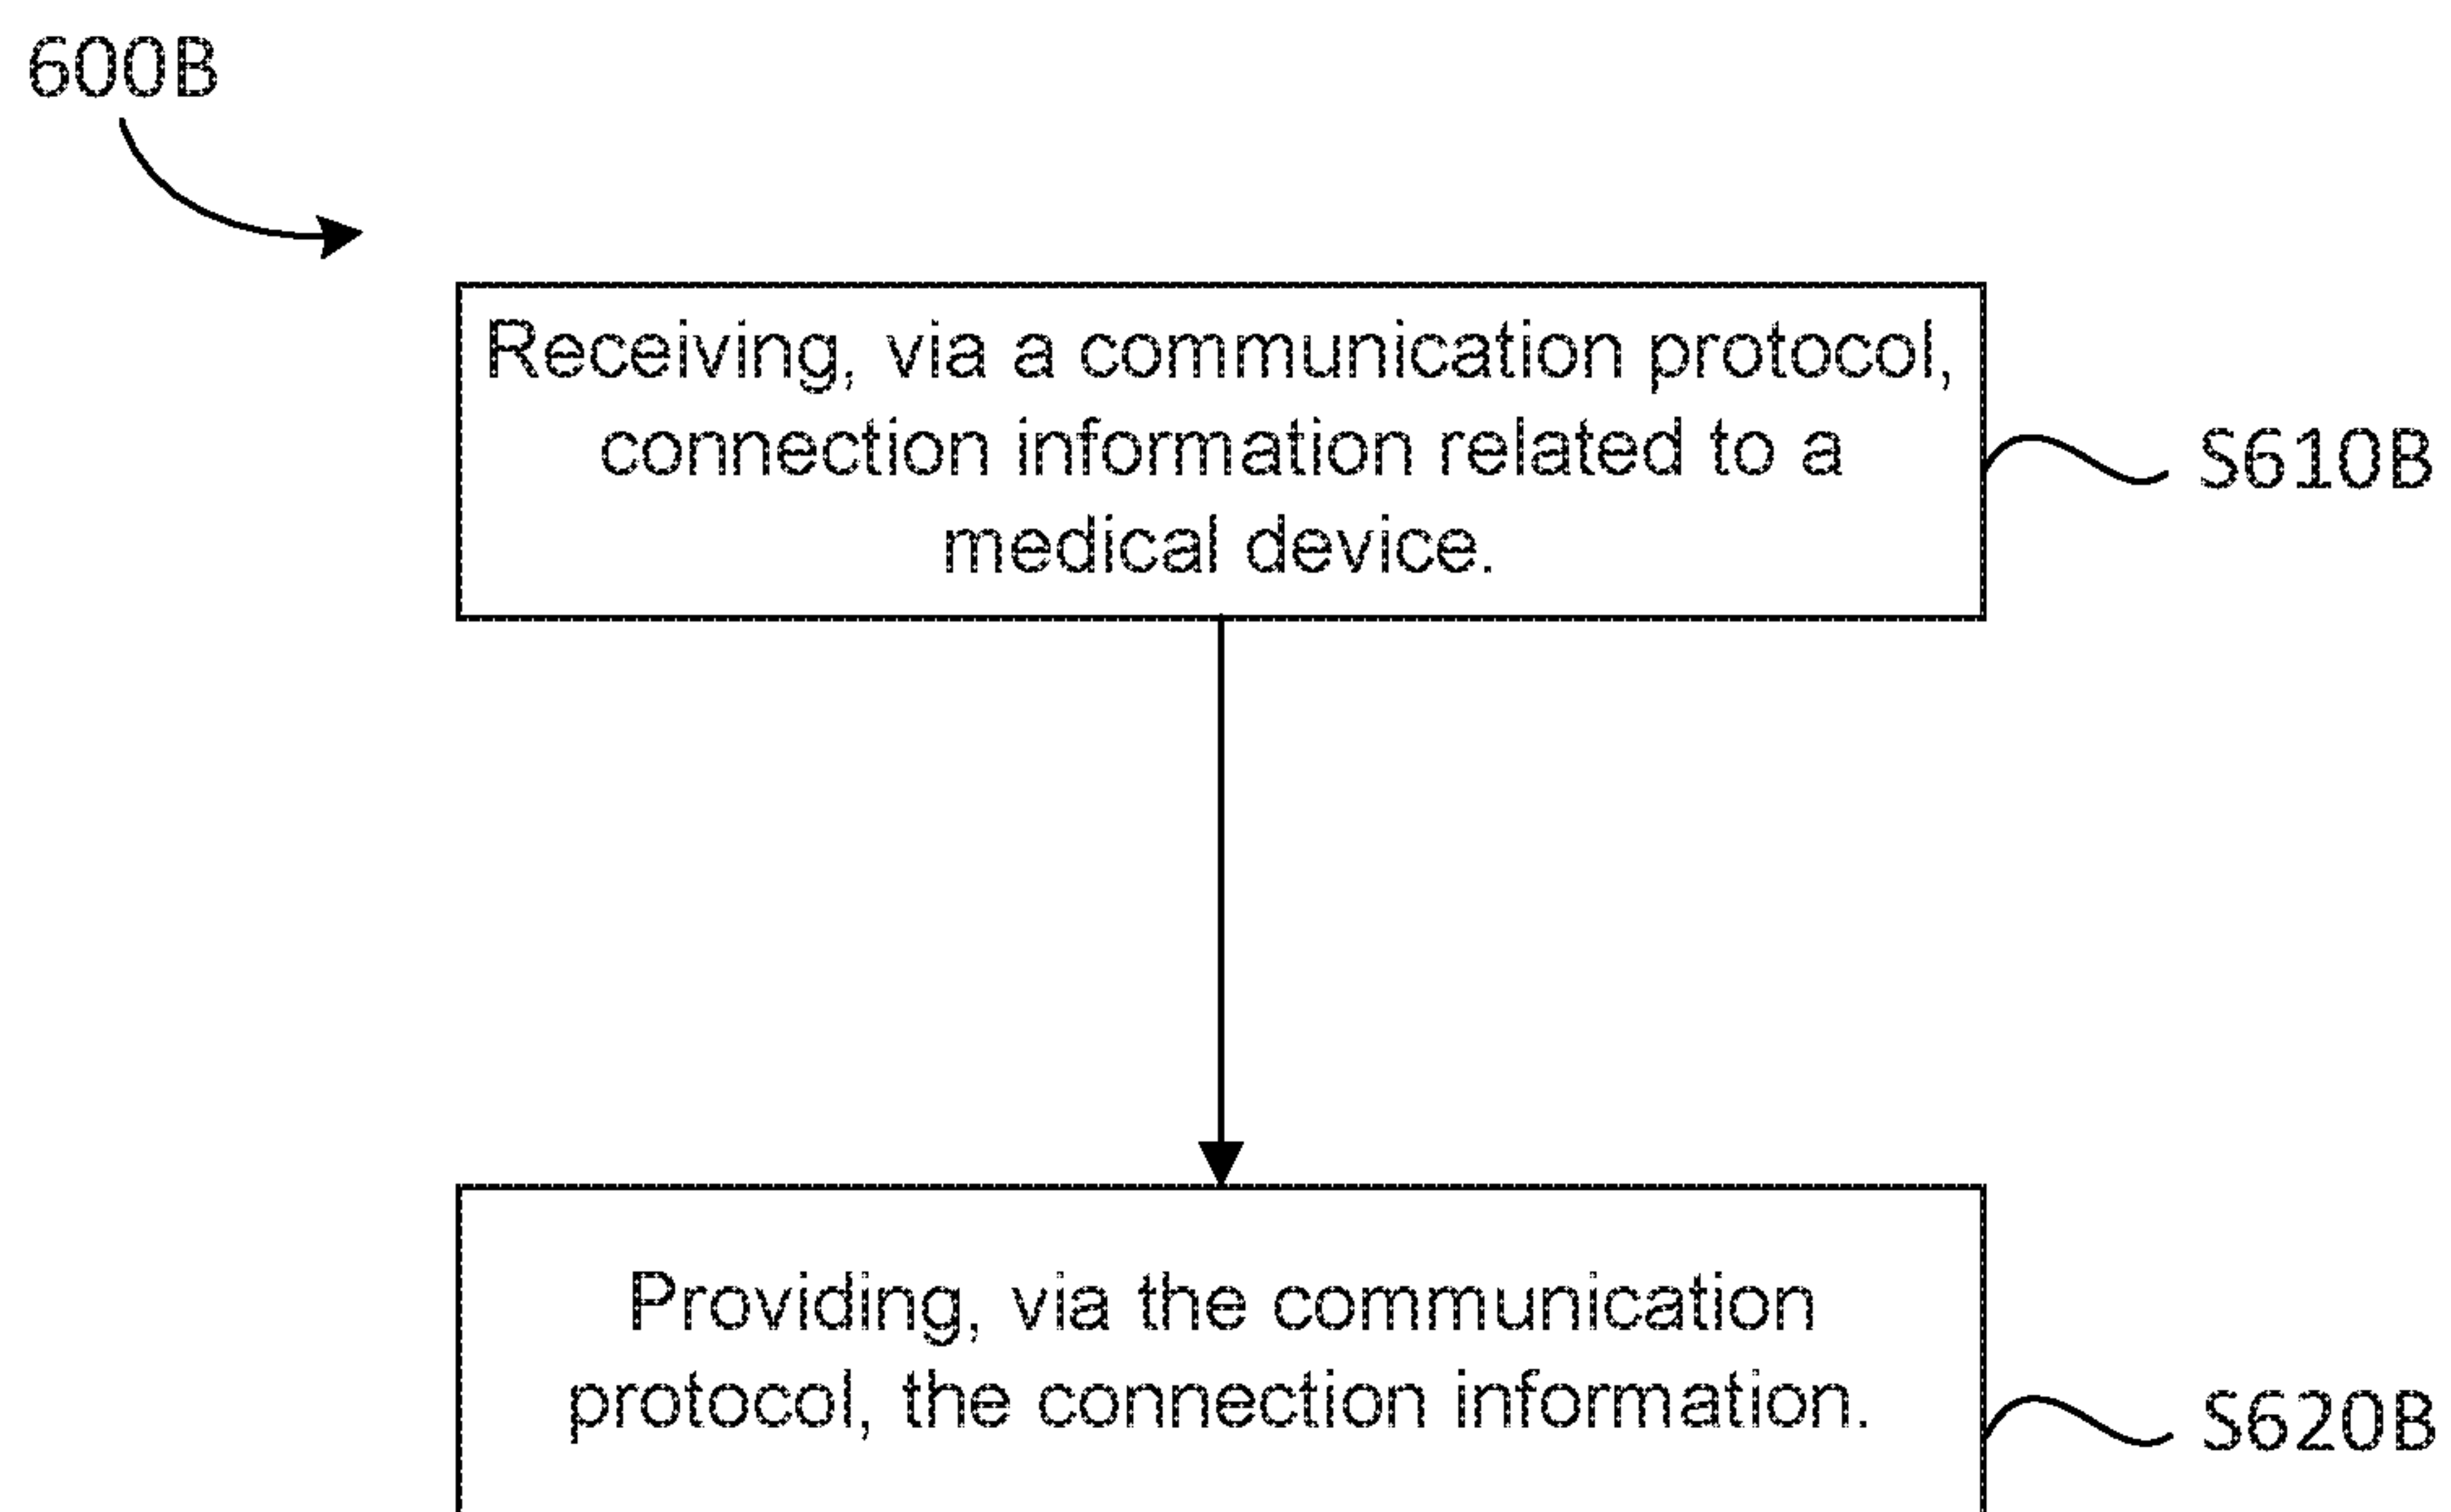 600B
Receiving, via a communication protocol,
connection information related to a
medical device.
S610B
Providing, via the communication
protocol, the connection information.
S620B